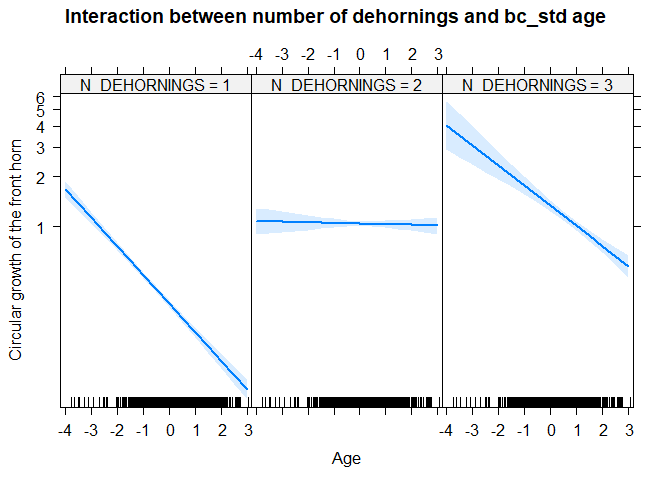 Interaction between number of dehornings and bc_std age
-4 -3 -2 -1 0 1 2 3
N_DEHORNINGS = 1 N_DEHORNINGS = 2 N_DEHORNINGS = 3
6
5
4
3
2
1
Circular growth of the front horn
-4 -3 -2 -1 0 1 2 3 -4 -3 -2 -1 0 1 2 3
Age